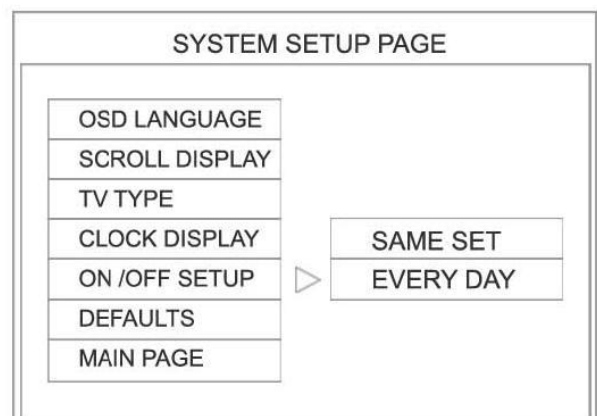 SYSTEM SETUP PAGE
OSD LANGUAGE
SCROLL DISPLAY
TV TYPE
CLOCK DISPLAY
ON /OFF SETUP
DEFAULTS
MAIN PAGE
SAME SET
EVERY DAY